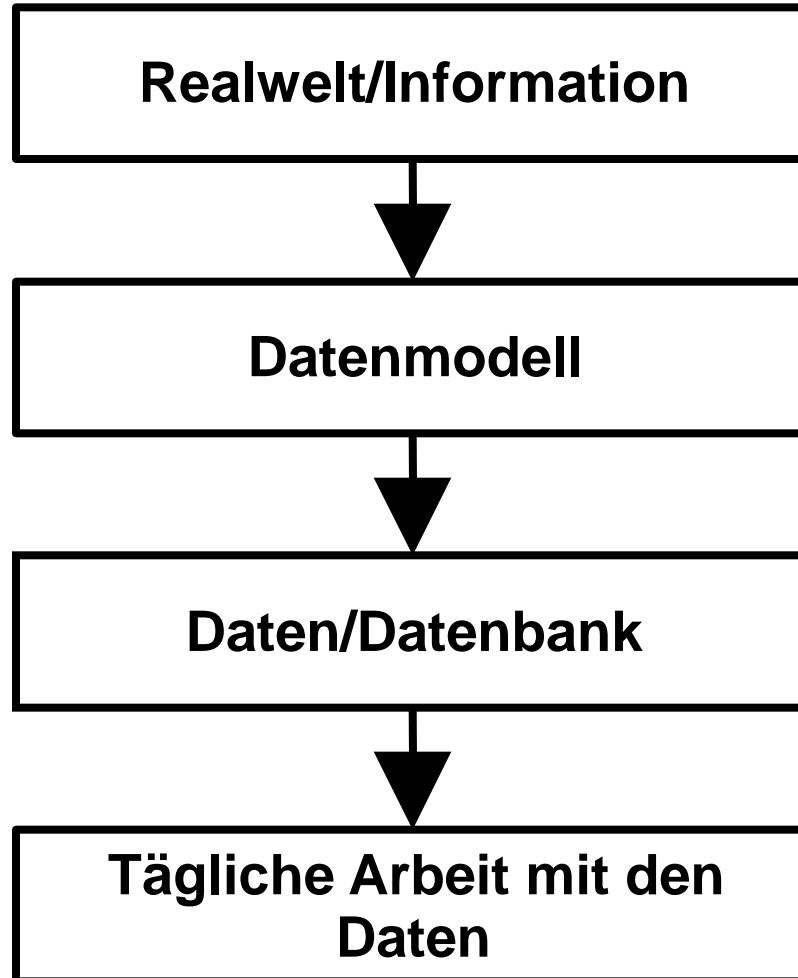 Realwelt/Information
Datenmodell
Daten/Datenbank
Tägliche Arbeit mit den
Daten